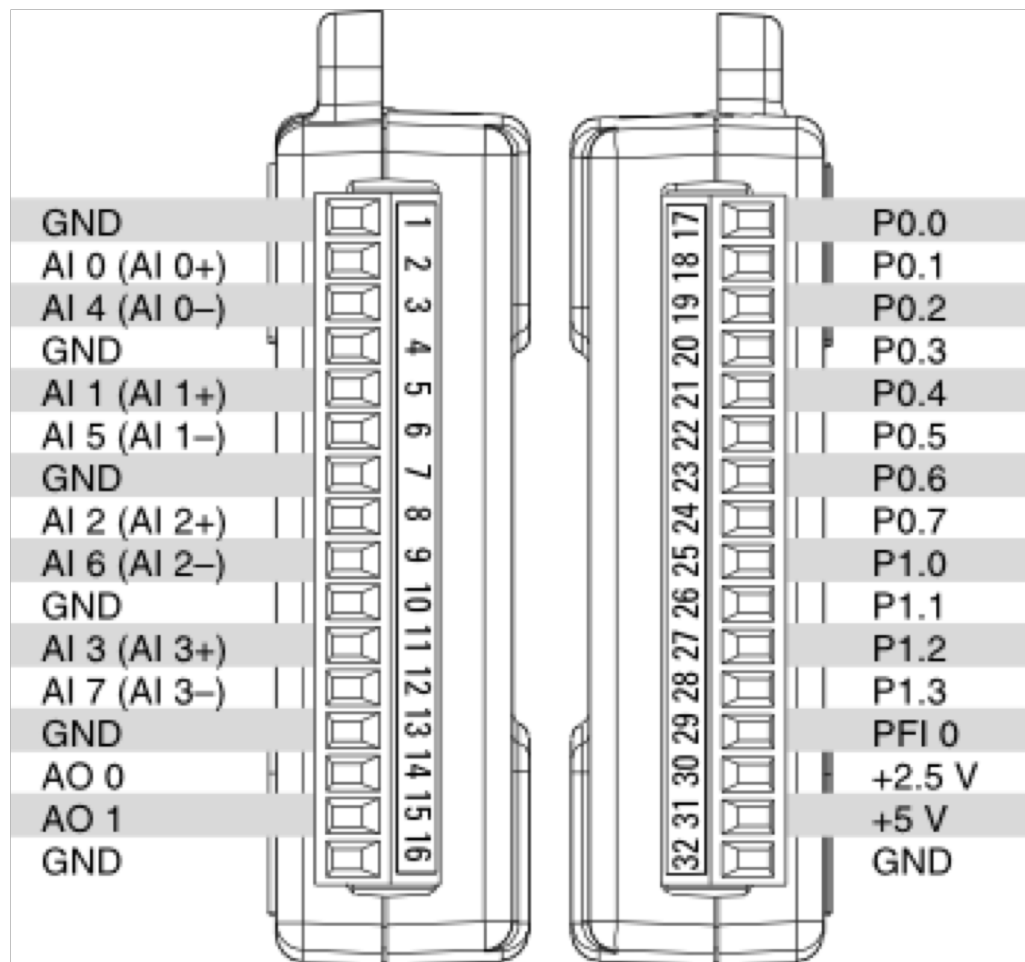 GND 1
AI 0 (AI 0+) 2
AI 4 (AI 0–) 3
GND 4
AI 1 (AI 1+) 5
AI 5 (AI 1–) 6
GND 7
AI 2 (AI 2+) 8
AI 6 (AI 2–) 9
GND 10
AI 3 (AI 3+) 11
AI 7 (AI 3–) 12
GND 13
AO 0 14
AO 1 15
GND 16
17 P0.0
18 P0.1
19 P0.2
20 P0.3
21 P0.4
22 P0.5
23 P0.6
24 P0.7
25 P1.0
26 P1.1
27 P1.2
28 P1.3
29 PFI 0
30 +2.5 V
31 +5 V
32 GND